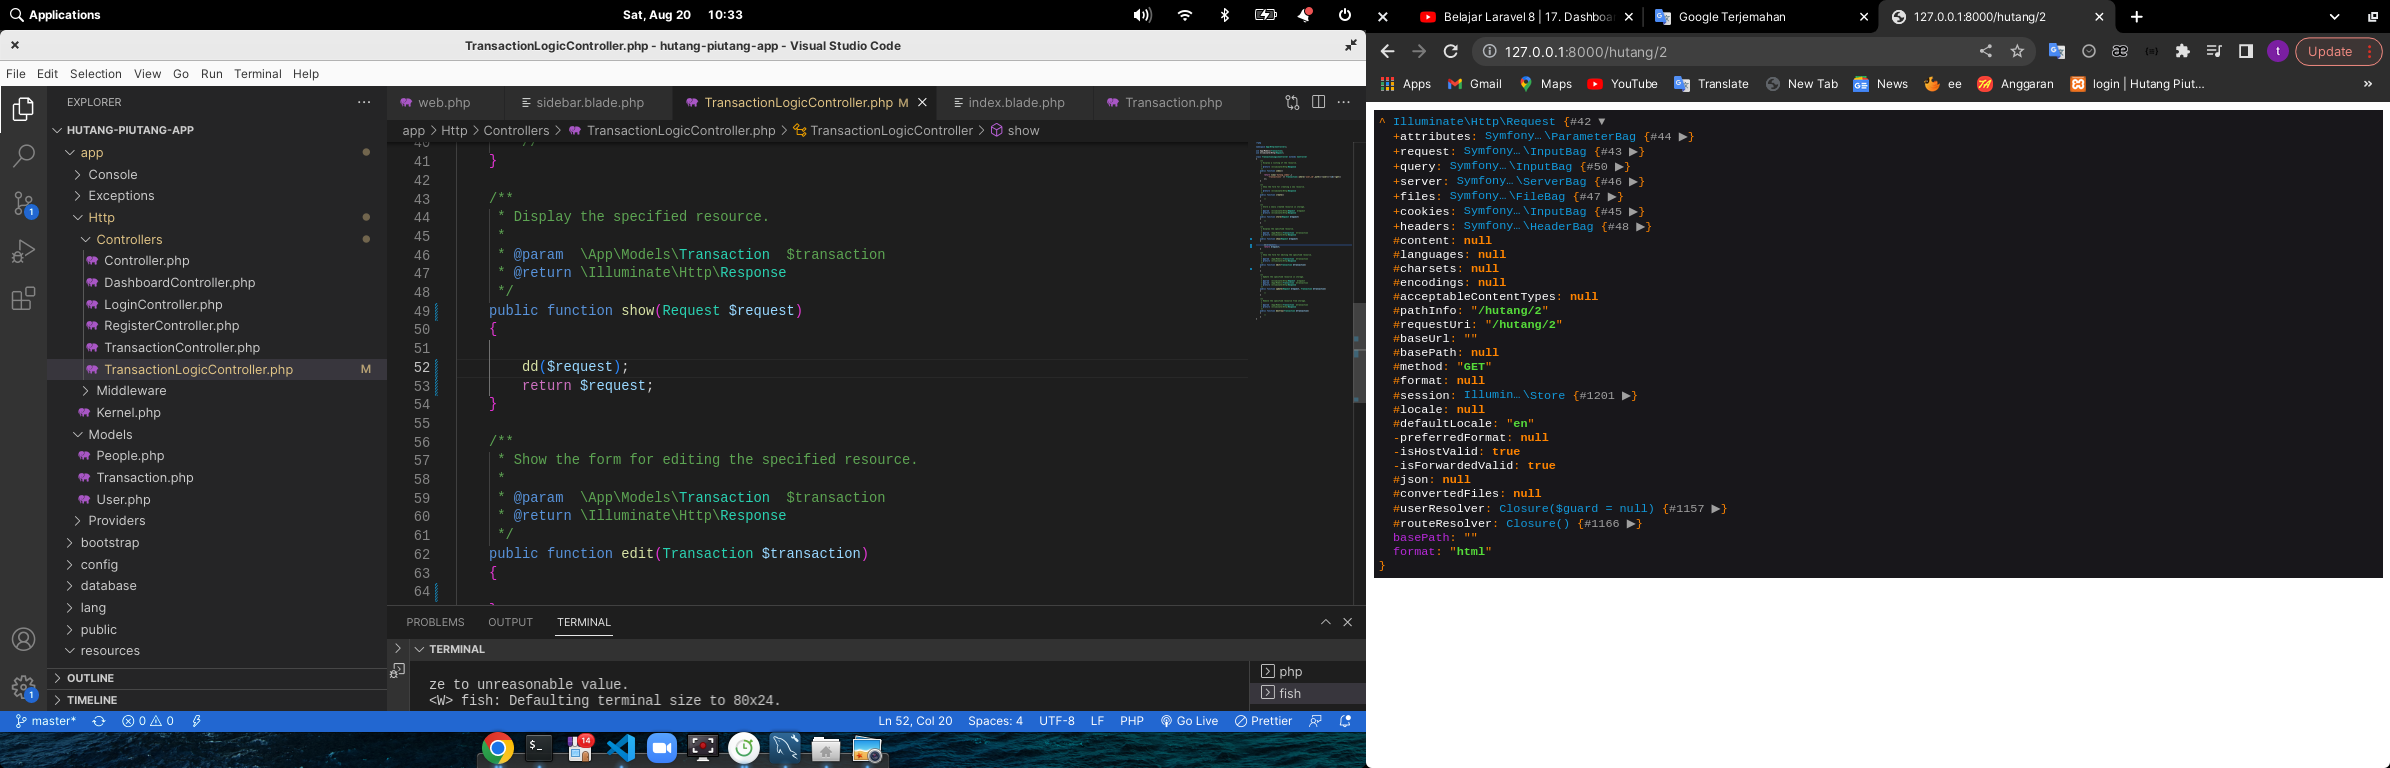 Applications
Sat, Aug 20 10:33
TransactionLogicController.php - hutang-piutang-app - Visual Studio Code
File Edit Selection View Go Run Terminal Help
EXPLORER
HUTANG-PIUTANG-APP
app
Console
Exceptions
Http
Controllers
Controller.php
DashboardController.php
LoginController.php
RegisterController.php
TransactionController.php
TransactionLogicController.php M
Middleware
Kernel.php
Models
People.php
Transaction.php
User.php
Providers
bootstrap
config
database
lang
public
resources
OUTLINE
TIMELINE
1
1
web.php sidebar.blade.php TransactionLogicController.php M index.blade.php Transaction.php
app > Http > Controllers > TransactionLogicController.php > TransactionLogicController > show
40 //
41 }
42
43 /**
44 * Display the specified resource.
45 *
46 * @param \App\Models\Transaction $transaction
47 * @return \Illuminate\Http\Response
48 */
49 public function show(Request $request)
50 {
51
52 dd($request);
53 return $request;
54 }
55
56 /**
57 * Show the form for editing the specified resource.
58 *
59 * @param \App\Models\Transaction $transaction
60 * @return \Illuminate\Http\Response
61 */
62 public function edit(Transaction $transaction)
63 {
64
PROBLEMS OUTPUT TERMINAL
TERMINAL
ze to unreasonable value.
<W> fish: Defaulting terminal size to 80x24.
php
fish
master* 0 0 Ln 52, Col 20 Spaces: 4 UTF-8 LF PHP Go Live Prettier
14
Belajar Laravel 8 | 17. Dashboa Google Terjemahan 127.0.0.1:8000/hutang/2
127.0.0.1:8000/hutang/2 t Update
Apps Gmail Maps YouTube Translate New Tab News ee Anggaran login | Hutang Piut... »
^ Illuminate\Http\Request {#42 ▼
+attributes: Symfony…\ParameterBag {#44 ▶}
+request: Symfony…\InputBag {#43 ▶}
+query: Symfony…\InputBag {#50 ▶}
+server: Symfony…\ServerBag {#46 ▶}
+files: Symfony…\FileBag {#47 ▶}
+cookies: Symfony…\InputBag {#45 ▶}
+headers: Symfony…\HeaderBag {#48 ▶}
#content: null
#languages: null
#charsets: null
#encodings: null
#acceptableContentTypes: null
#pathInfo: "/hutang/2"
#requestUri: "/hutang/2"
#baseUrl: ""
#basePath: null
#method: "GET"
#format: null
#session: Illumin…\Store {#1201 ▶}
#locale: null
#defaultLocale: "en"
-preferredFormat: null
-isHostValid: true
-isForwardedValid: true
#json: null
#convertedFiles: null
#userResolver: Closure($guard = null) {#1157 ▶}
#routeResolver: Closure() {#1166 ▶}
basePath: ""
format: "html"
}